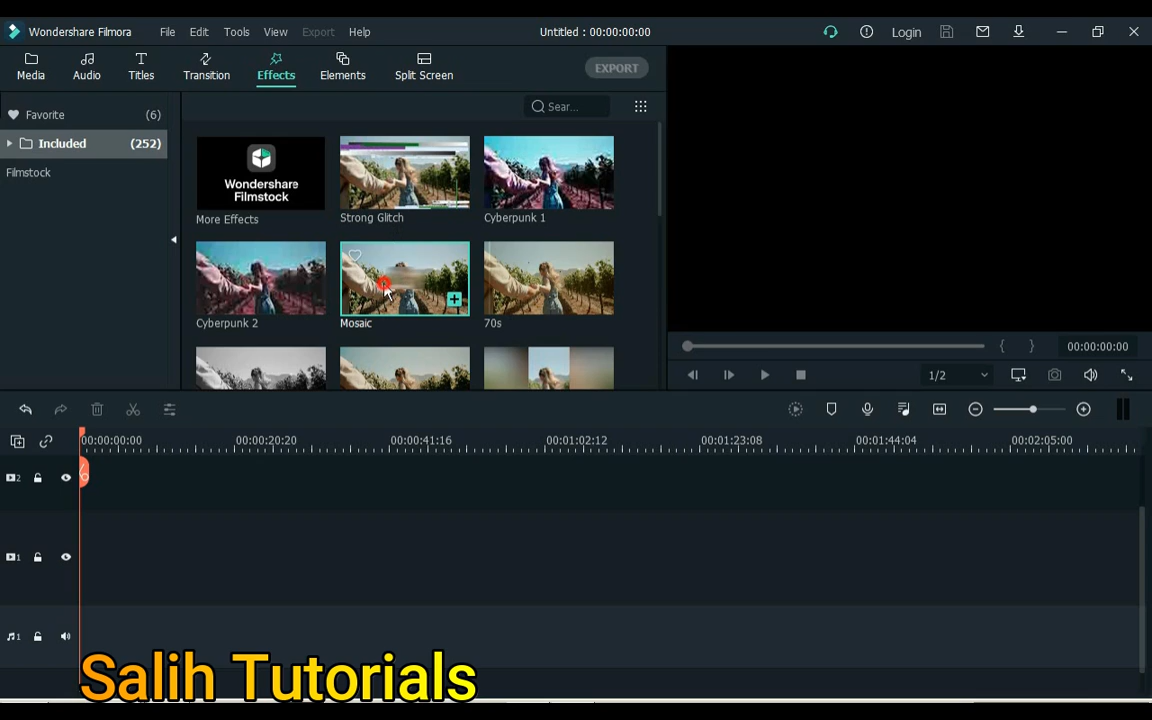 Wondershare Filmora File Edit Tools View Export Help Untitled : 00:00:00:00 Login
Media Audio Titles Transition Effects Elements Split Screen EXPORT
Favorite (6)
Included (252)
Filmstock
Sear...
Wondershare
Filmstock
More Effects Strong Glitch Cyberpunk 1
Cyberpunk 2 Mosaic 70s
00:00:00:00
1/2
00:00:00:00 00:00:20:20 00:00:41:16 00:01:02:12 00:01:23:08 00:01:44:04 00:02:05:00
2
1
1
Salih Tutorials